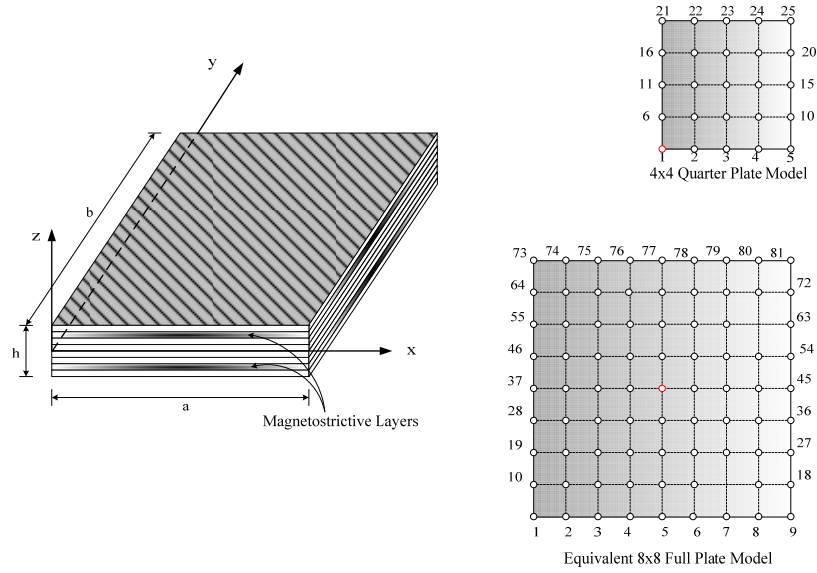 y
b
z
h
x
a
Magnetostrictive Layers
21 22 23 24 25
16 20
11 15
6 10
1 2 3 4 5
4x4 Quarter Plate Model
73 74 75 76 77 78 79 80 81
64 72
55 63
46 54
37 45
28 36
19 27
10 18
1 2 3 4 5 6 7 8 9
Equivalent 8x8 Full Plate Model